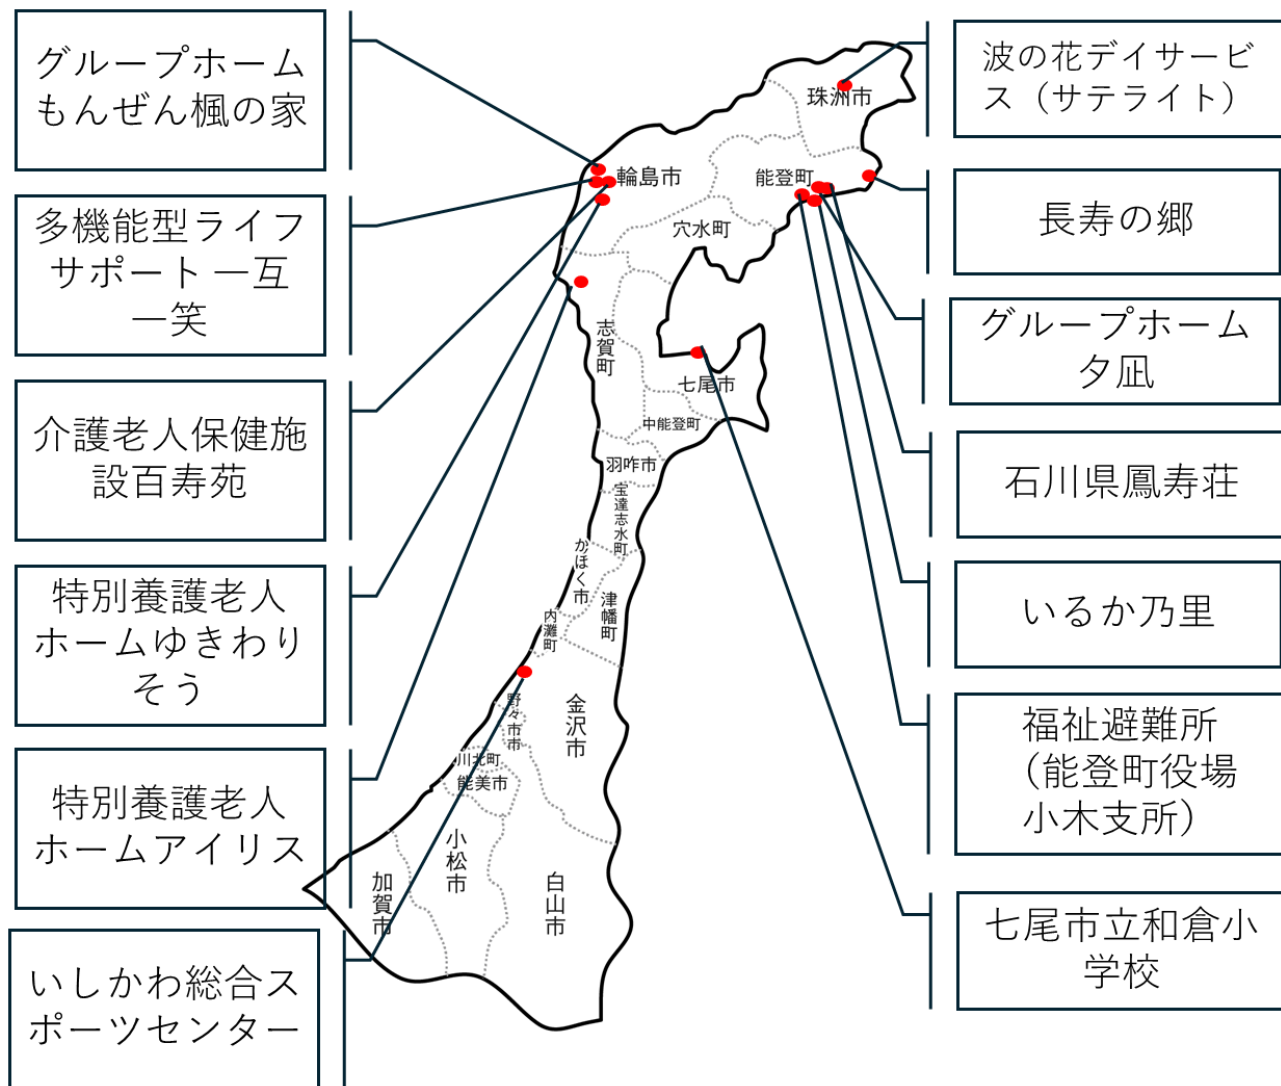 グループホーム
もんぜん楓の家
多機能型ライフ
サポート 一互
一笑
介護老人保健施
設百寿苑
特別養護老人
ホームゆきわり
そう
特別養護老人
ホームアイリス
いしかわ総合ス
ポーツセンター
珠洲市
輪島市
能登町
穴水町
志賀町
七尾市
中能登町
羽咋市
宝達志水町
かほく市
津幡町
内灘町
金沢市
野々市市
川北町
能美市
小松市
白山市
加賀市
波の花デイサービ
ス（サテライト）
長寿の郷
グループホーム
夕凪
石川県鳳寿荘
いるか乃里
福祉避難所
（能登町役場
小木支所）
七尾市立和倉小
学校